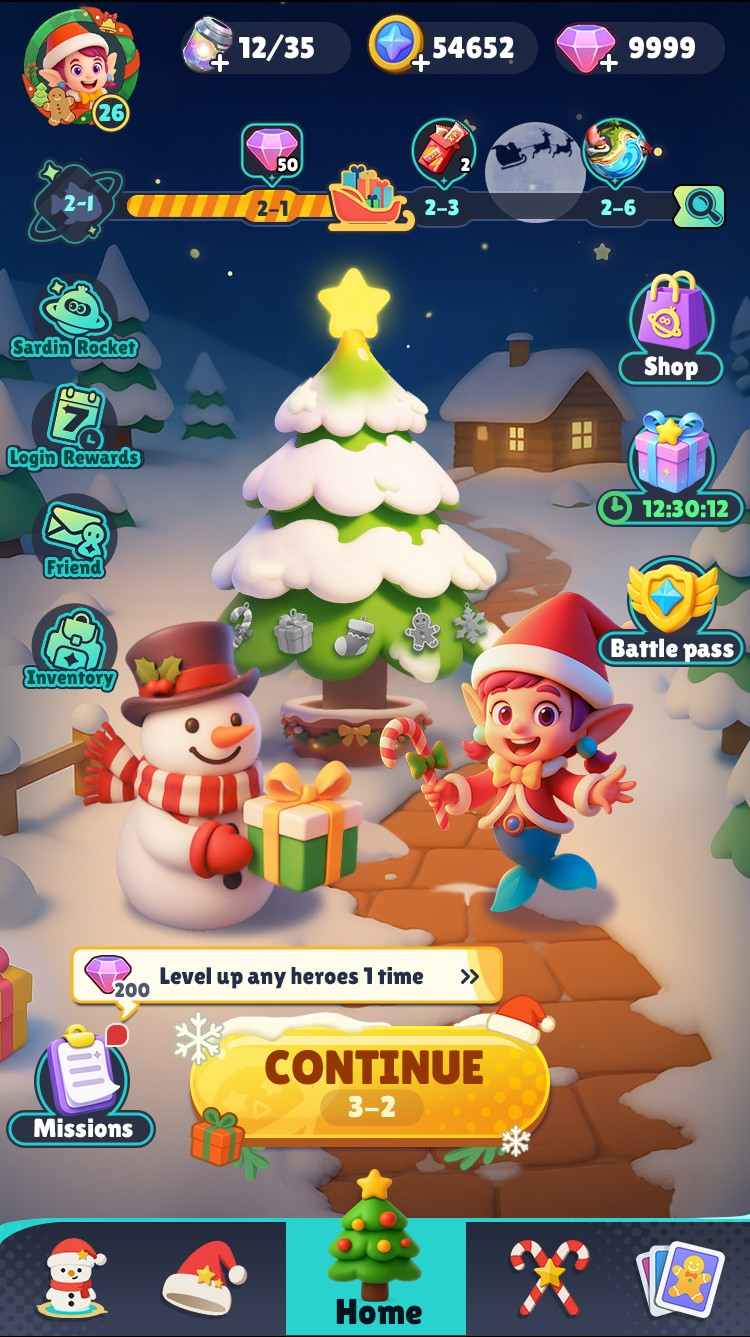 12/35
54652
9999
26
50
2
2-1
2-1
2-3
2-6
Sardin Rocket
Shop
7
Login Rewards
12:30:12
Friend
Battle pass
Inventory
200
Level up any heroes 1 time
CONTINUE
3-2
Missions
Home